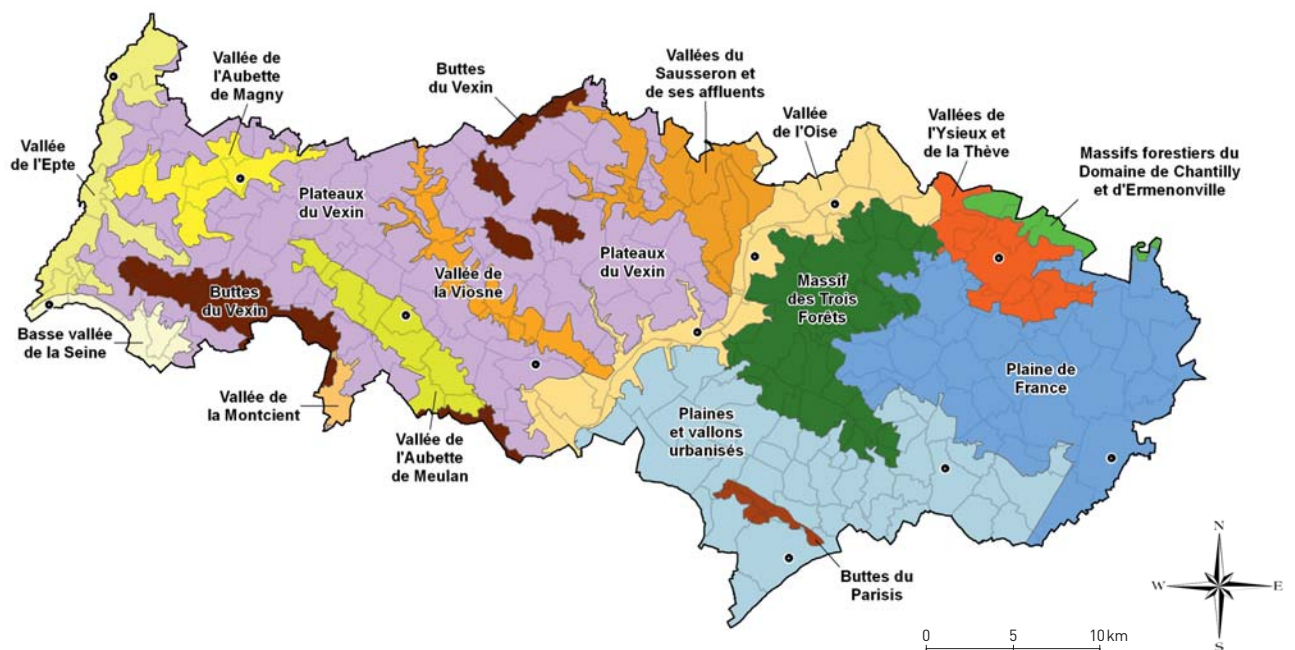 Vallée de
l'Aubette
de Magny
Buttes
du Vexin
Vallées du
Sausseron et
de ses affluents
Vallée
de l'Oise
Vallées de
l'Ysieux et
de la Thève
Massifs forestiers du
Domaine de Chantilly
et d'Ermenonville
Vallée
de l'Epte
Plateaux
du Vexin
Plateaux
du Vexin
Vallée de
la Viosne
Massif
des Trois
Forêts
Buttes
du Vexin
Basse vallée
de la Seine
Plaine de
France
Vallée de
la Montcient
Vallée de
l'Aubette
de Meulan
Plaines
et vallons
urbanisés
Buttes du
Parisis
N
W
E
S
0 5 10 km